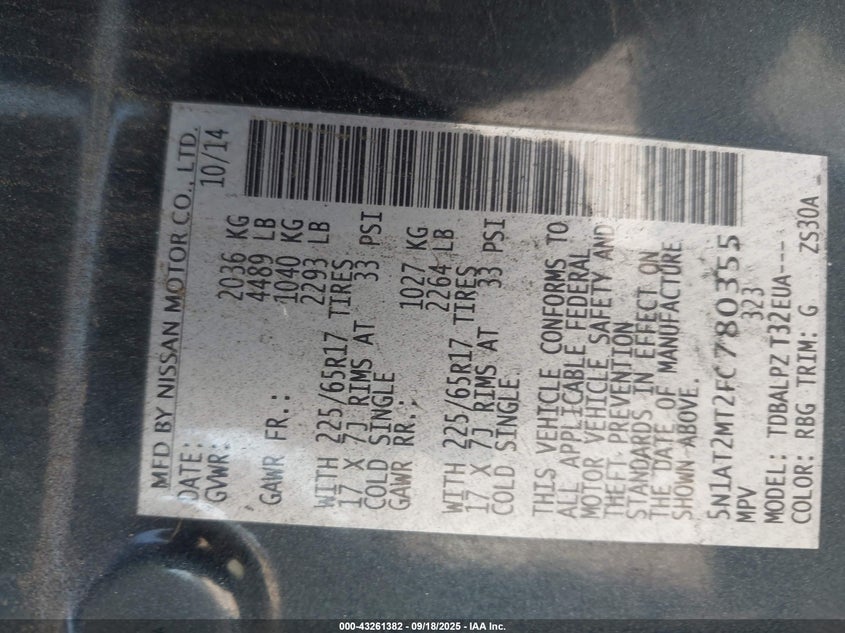 MFD BY NISSAN MOTOR CO., LTD.
DATE: 10/14
GVWR: 2036 KG
4489 LB
GAWR FR.: 1040 KG
2293 LB
WITH 225/65R17 TIRES
17 X 7J RIMS AT 33 PSI
COLD SINGLE
GAWR RR.: 1027 KG
2264 LB
WITH 225/65R17 TIRES
17 X 7J RIMS AT 33 PSI
COLD SINGLE
THIS VEHICLE CONFORMS TO
ALL APPLICABLE FEDERAL
MOTOR VEHICLE SAFETY AND
THEFT PREVENTION
STANDARDS IN EFFECT ON
THE DATE OF MANUFACTURE
SHOWN ABOVE.
5N1AT2MT2FC780355
MPV 323
MODEL: TDBALPZ T32EUA---
COLOR: RBG TRIM: G ZS30A
000-43261382 - 09/18/2025 - IAA Inc.